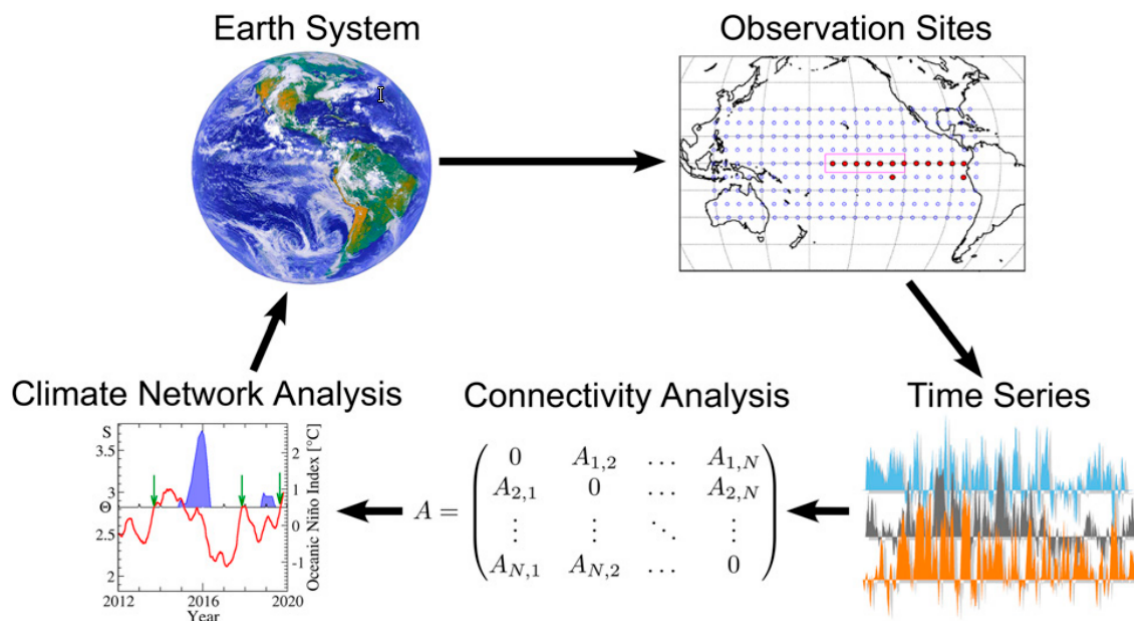 Earth System
Observation Sites
Climate Network Analysis
Connectivity Analysis
Time Series
S
3.5
3
Θ
2.5
2
2012
2016
2020
Year
2
1
0
-1
Oceanic Niño Index [°C]
A =
0 A1,2 … A1,N
A2,1 0 … A2,N
⋮ ⋮ ⋱ ⋮
AN,1 AN,2 … 0